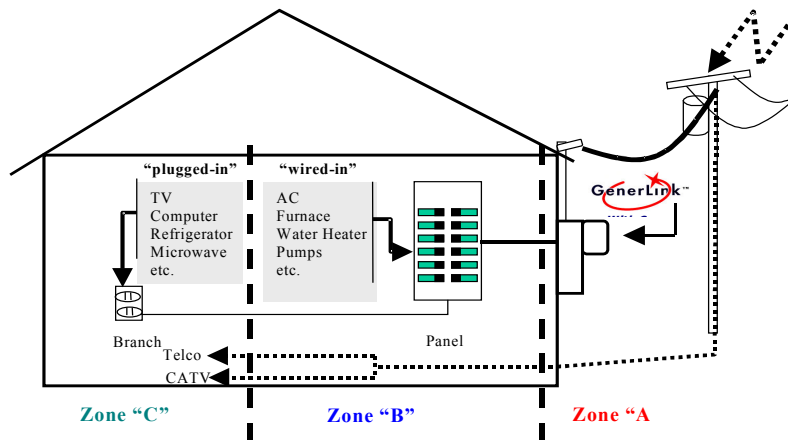 “plugged-in”
TV
Computer
Refrigerator
Microwave
etc.
“wired-in”
AC
Furnace
Water Heater
Pumps
etc.
GenerLink™
Branch
Panel
Telco
CATV
Zone “C”
Zone “B”
Zone “A